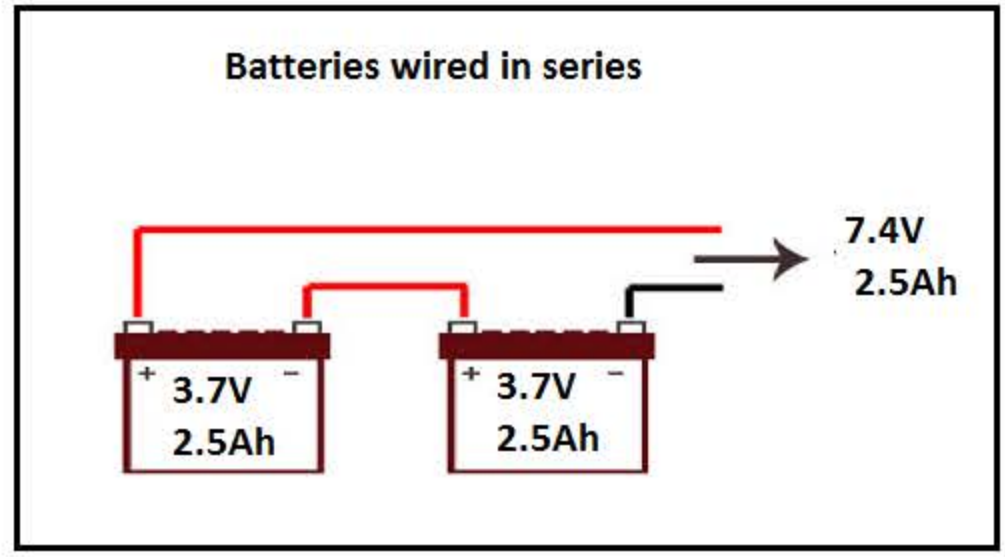 Batteries wired in series
7.4V
2.5Ah
+ 3.7V −
2.5Ah
+ 3.7V −
2.5Ah